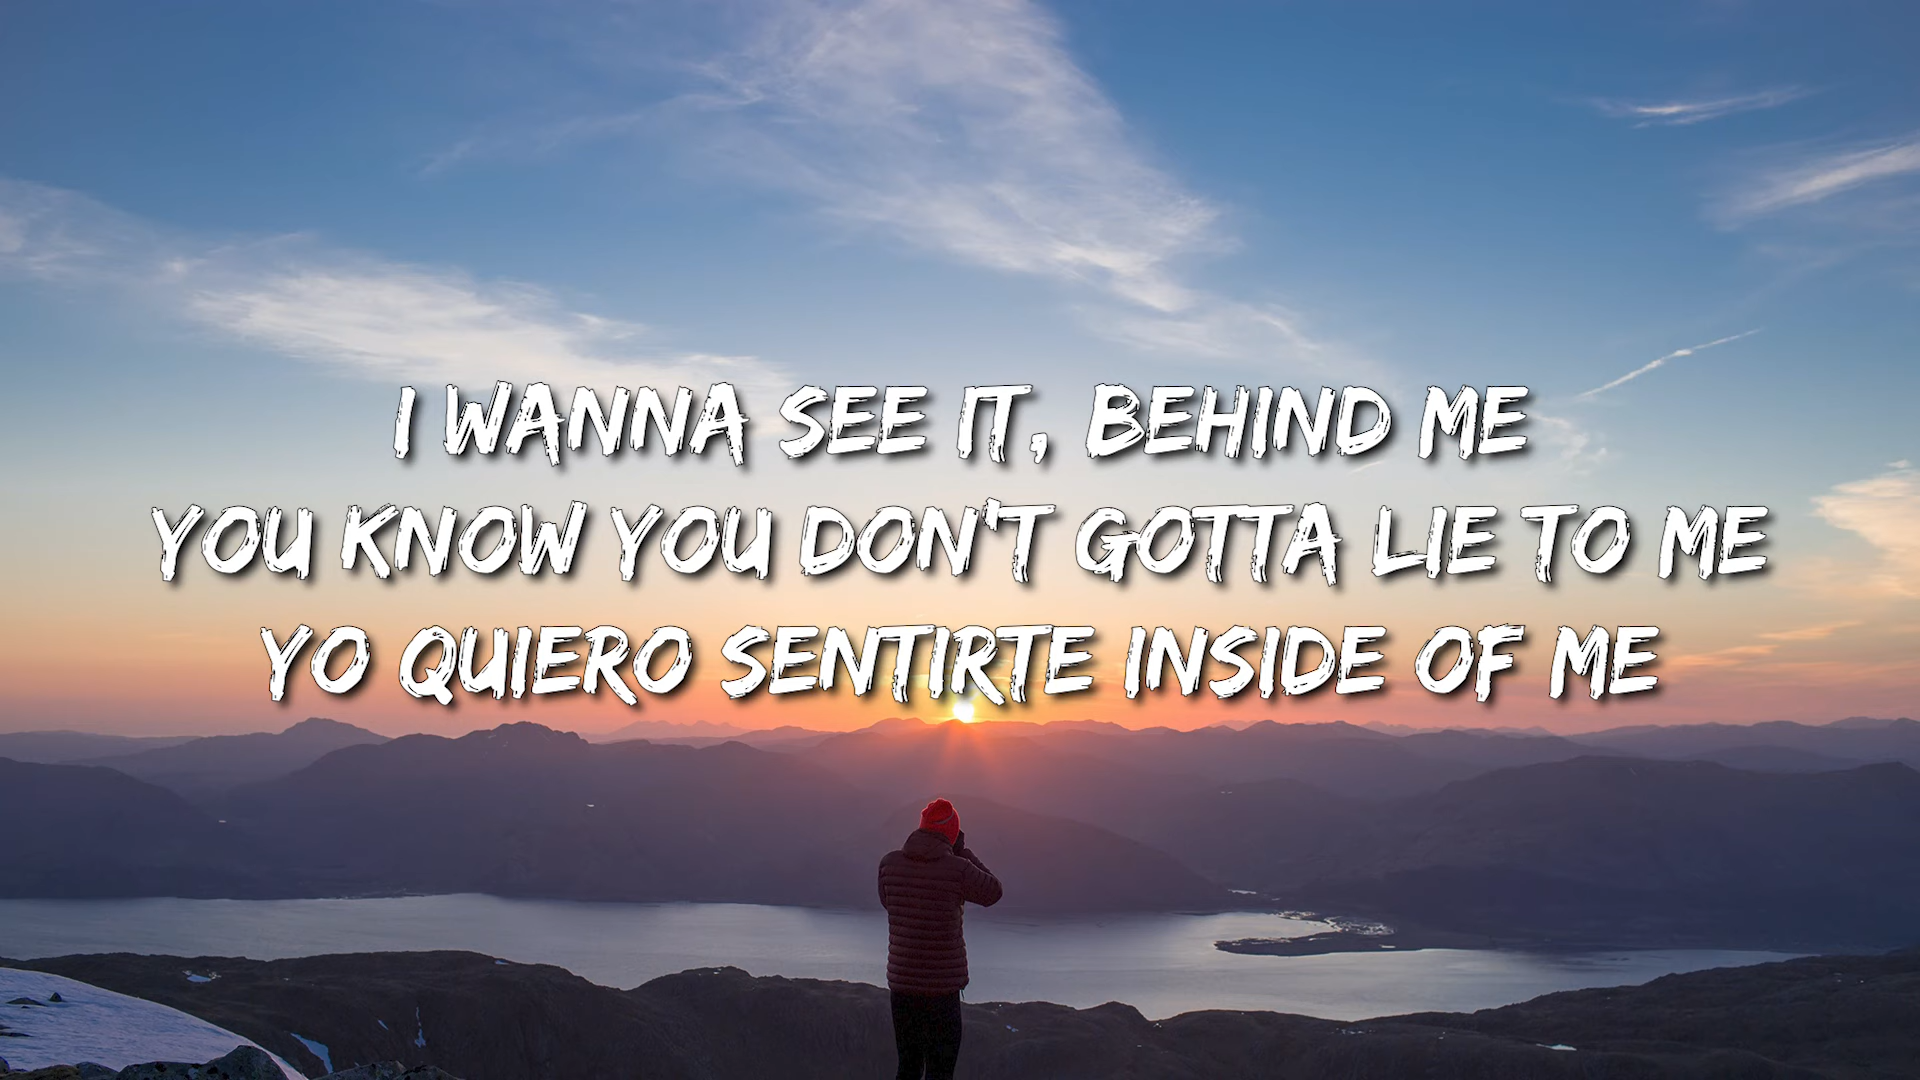 I WANNA SEE IT, BEHIND ME
YOU KNOW YOU DON'T GOTTA LIE TO ME
YO QUIERO SENTIRTE INSIDE OF ME